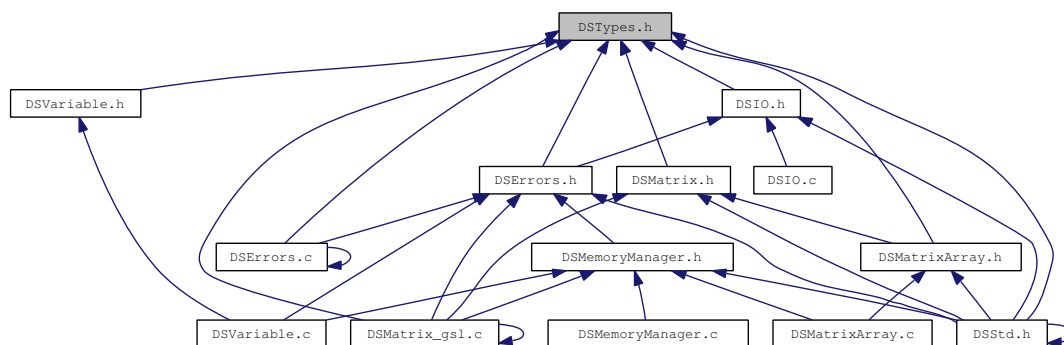 DSTypes.h
DSVariable.h
DSIO.h
DSErrors.h
DSMatrix.h
DSIO.c
DSErrors.c
DSMemoryManager.h
DSMatrixArray.h
DSVariable.c
DSMatrix_gsl.c
DSMemoryManager.c
DSMatrixArray.c
DSStd.h